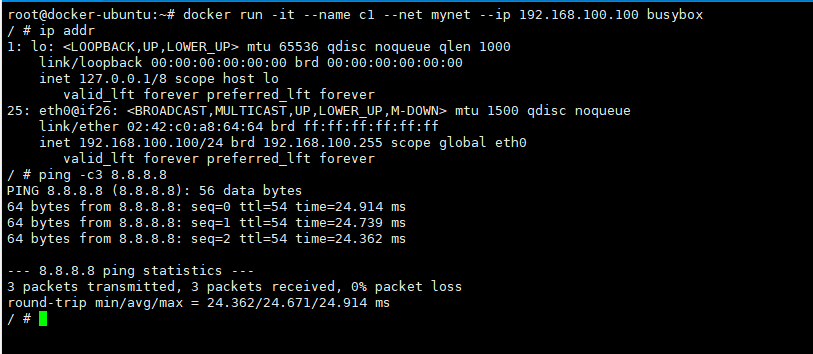 root@docker-ubuntu:~# docker run -it --name c1 --net mynet --ip 192.168.100.100 busybox
/ # ip addr
1: lo: <LOOPBACK,UP,LOWER_UP> mtu 65536 qdisc noqueue qlen 1000
    link/loopback 00:00:00:00:00:00 brd 00:00:00:00:00:00
    inet 127.0.0.1/8 scope host lo
       valid_lft forever preferred_lft forever
25: eth0@if26: <BROADCAST,MULTICAST,UP,LOWER_UP,M-DOWN> mtu 1500 qdisc noqueue
    link/ether 02:42:c0:a8:64:64 brd ff:ff:ff:ff:ff:ff
    inet 192.168.100.100/24 brd 192.168.100.255 scope global eth0
       valid_lft forever preferred_lft forever
/ # ping -c3 8.8.8.8
PING 8.8.8.8 (8.8.8.8): 56 data bytes
64 bytes from 8.8.8.8: seq=0 ttl=54 time=24.914 ms
64 bytes from 8.8.8.8: seq=1 ttl=54 time=24.739 ms
64 bytes from 8.8.8.8: seq=2 ttl=54 time=24.362 ms

--- 8.8.8.8 ping statistics ---
3 packets transmitted, 3 packets received, 0% packet loss
round-trip min/avg/max = 24.362/24.671/24.914 ms
/ #